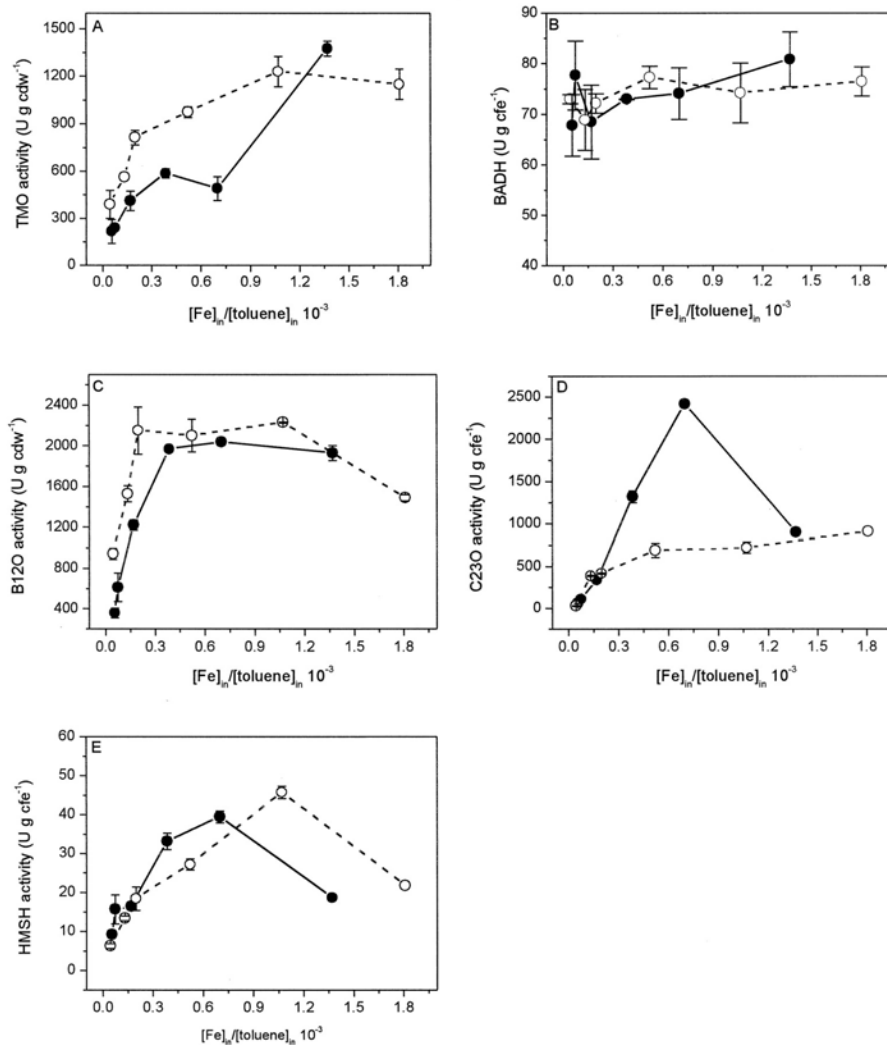 A
TMO activity (U g cdw⁻¹)
1500
1200
900
600
300
0
0.0 0.3 0.6 0.9 1.2 1.5 1.8
[Fe]ᵢₙ/[toluene]ᵢₙ 10⁻³
B
BADH (U g cfe⁻¹)
90
80
70
60
50
40
0.0 0.3 0.6 0.9 1.2 1.5 1.8
[Fe]ᵢₙ/[toluene]ᵢₙ 10⁻³
C
B12O activity (U g cdw⁻¹)
2400
2000
1600
1200
800
400
0.0 0.3 0.6 0.9 1.2 1.5 1.8
[Fe]ᵢₙ/[toluene]ᵢₙ 10⁻³
D
C23O activity (U g cfe⁻¹)
2500
2000
1500
1000
500
0
0.0 0.3 0.6 0.9 1.2 1.5 1.8
[Fe]ᵢₙ/[toluene]ᵢₙ 10⁻³
E
HMSH activity (U g cfe⁻¹)
60
50
40
30
20
10
0
0.0 0.3 0.6 0.9 1.2 1.5 1.8
[Fe]ᵢₙ/[toluene]ᵢₙ 10⁻³